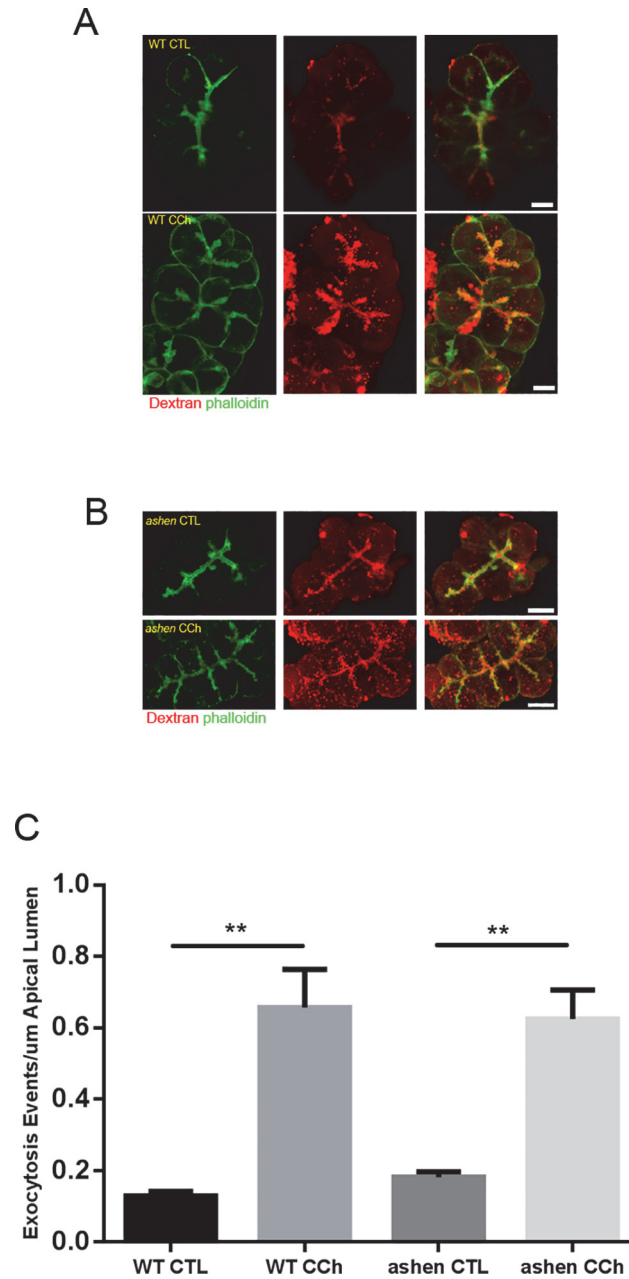 A
WT CTL
WT CCh
Dextran phalloidin
B
ashen CTL
ashen CCh
Dextran phalloidin
C
Exocytosis Events/um Apical Lumen
1.0
0.8
0.6
0.4
0.2
0.0
**
**
WT CTL WT CCh ashen CTL ashen CCh